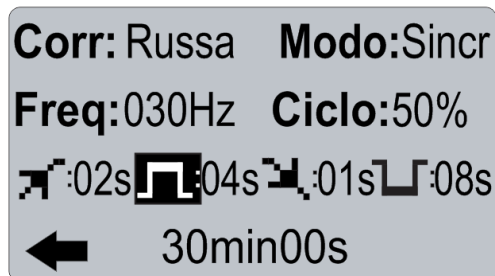 Corr: Russa Modo:Sincr
Freq:030Hz Ciclo:50%
:02s :04s :01s :08s
30min00s